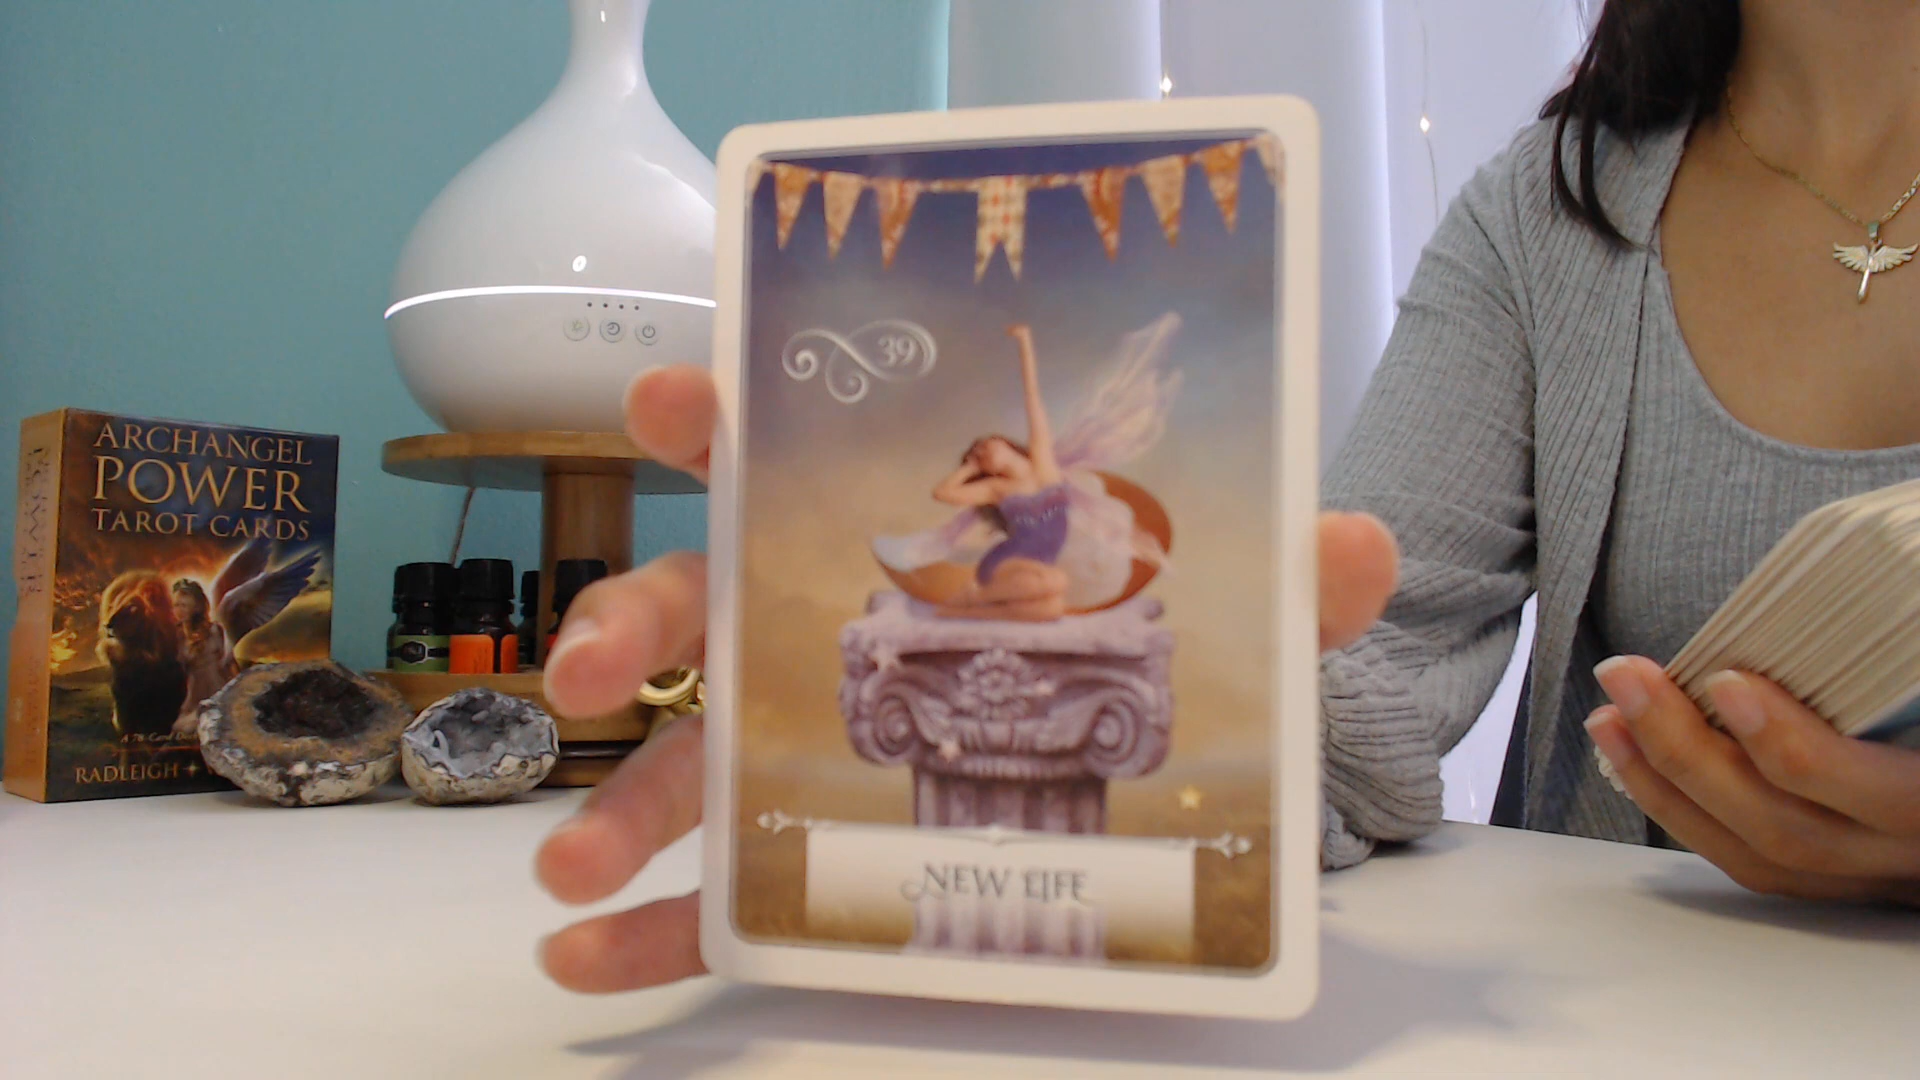 ARCHANGEL
POWER
TAROT CARDS
RADLEIGH
39
NEW LIFE